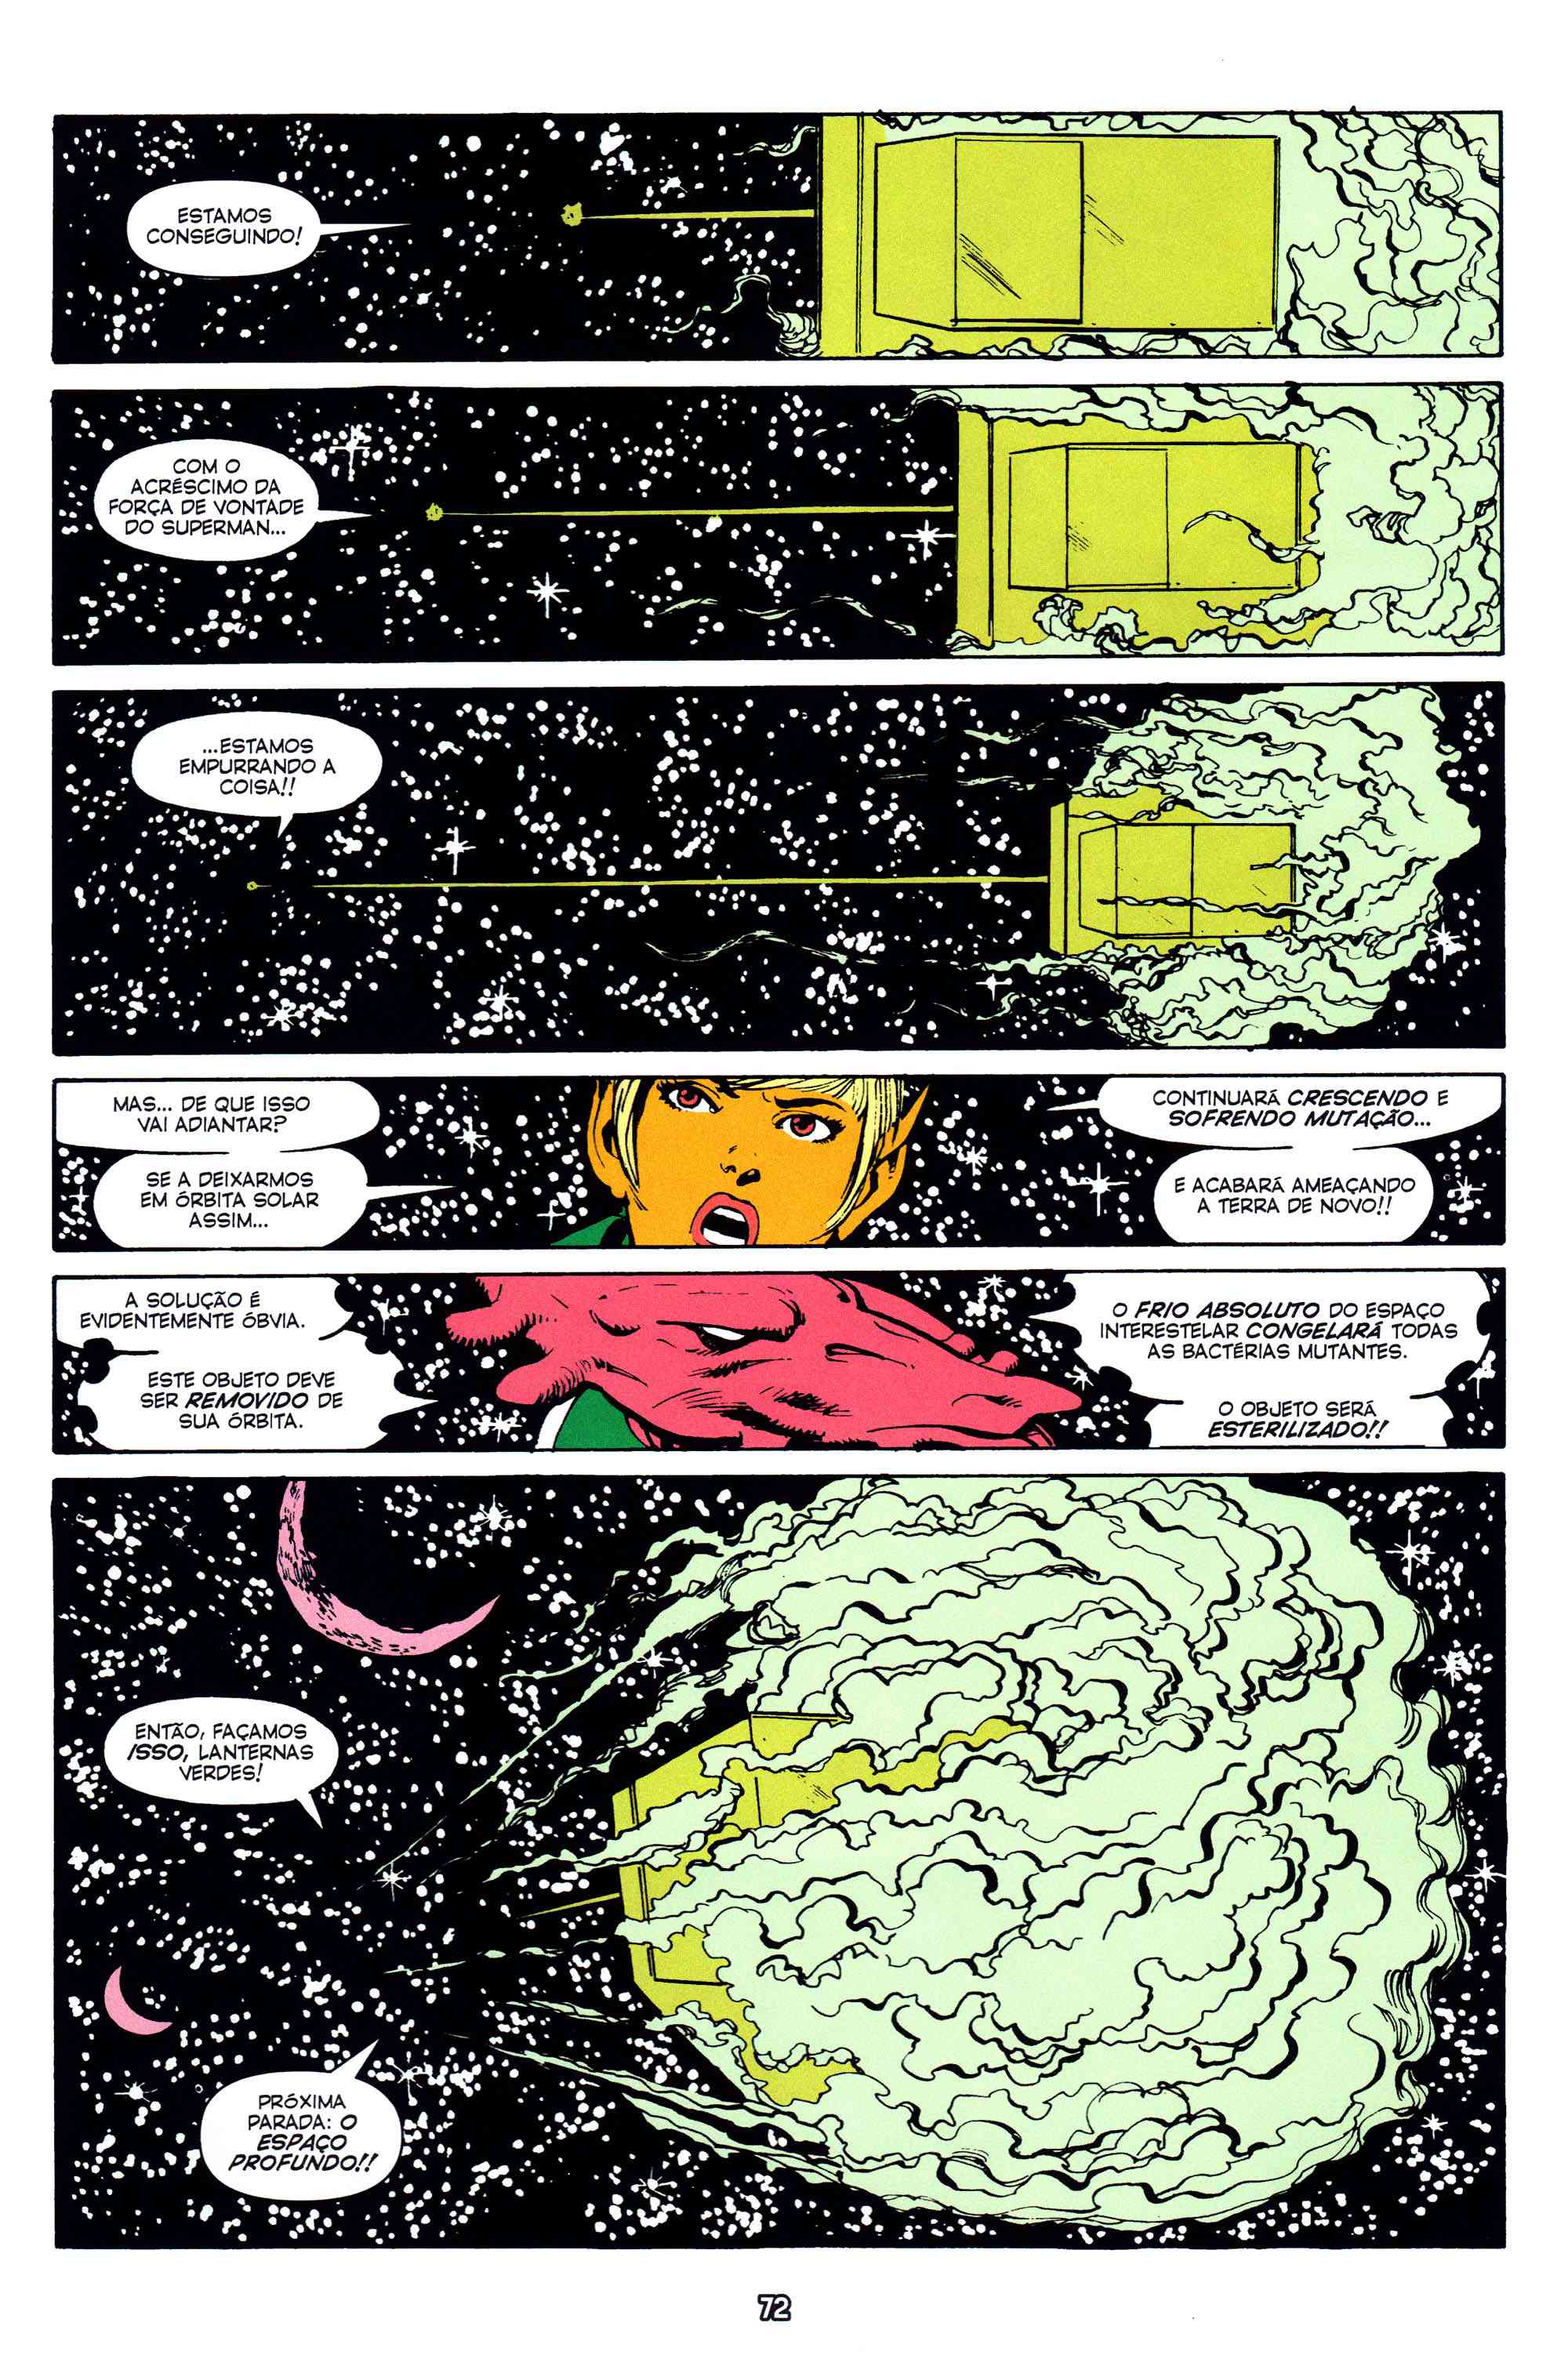 ESTAMOS
CONSEGUINDO!
COM O
ACRÉSCIMO DA
FORÇA DE VONTADE
DO SUPERMAN...
...ESTAMOS
EMPURRANDO A
COISA!!
MAS... DE QUE ISSO
VAI ADIANTAR?
SE A DEIXARMOS
EM ÓRBITA SOLAR
ASSIM...
CONTINUARÁ CRESCENDO E
SOFRENDO MUTAÇÃO...
E ACABARÁ AMEAÇANDO
A TERRA DE NOVO!!
A SOLUÇÃO É
EVIDENTEMENTE ÓBVIA.
ESTE OBJETO DEVE
SER REMOVIDO DE
SUA ÓRBITA.
O FRIO ABSOLUTO DO ESPAÇO
INTERESTELAR CONGELARÁ TODAS
AS BACTÉRIAS MUTANTES.
O OBJETO SERÁ
ESTERILIZADO!!
ENTÃO, FAÇAMOS
ISSO, LANTERNAS
VERDES!
PRÓXIMA
PARADA: O
ESPAÇO
PROFUNDO!!
72